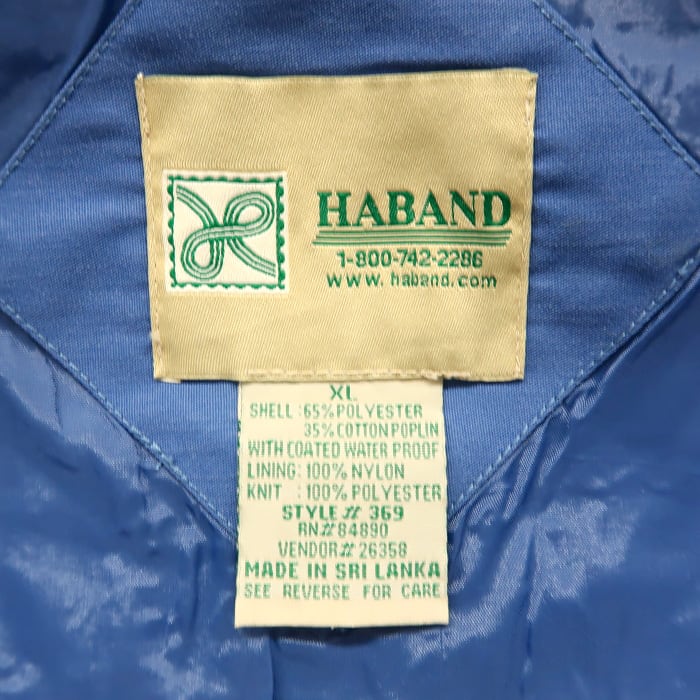 HABAND
1-800-742-2286
www.haband.com
XL
SHELL :65%POLYESTER
35%COTTON POPLIN
WITH COATED WATER PROOF
LINING: 100% NYLON
KNIT : 100% POLYESTER
STYLE# 369
RN#84890
VENDOR# 26358
MADE IN SRI LANKA
SEE REVERSE FOR CARE